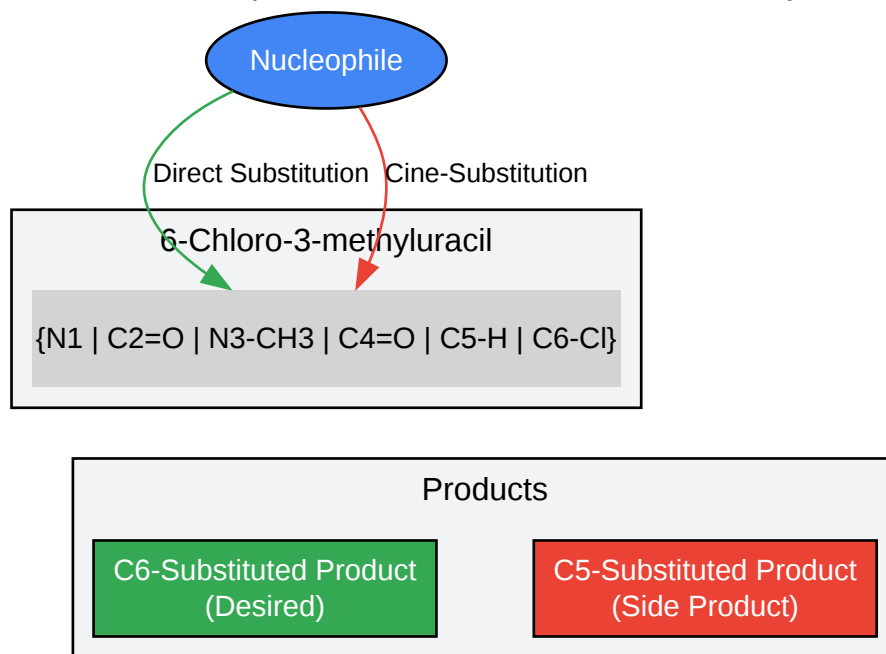 Nucleophile
Direct Substitution
Cine-Substitution
6-Chloro-3-methyluracil
{N1 | C2=O | N3-CH3 | C4=O | C5-H | C6-Cl}
Products
C6-Substituted Product
(Desired)
C5-Substituted Product
(Side Product)